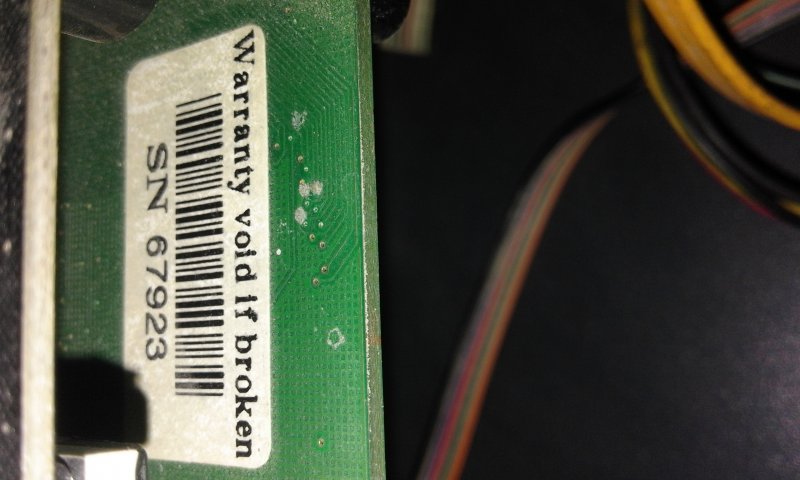 Warranty void if broken
SN 67923